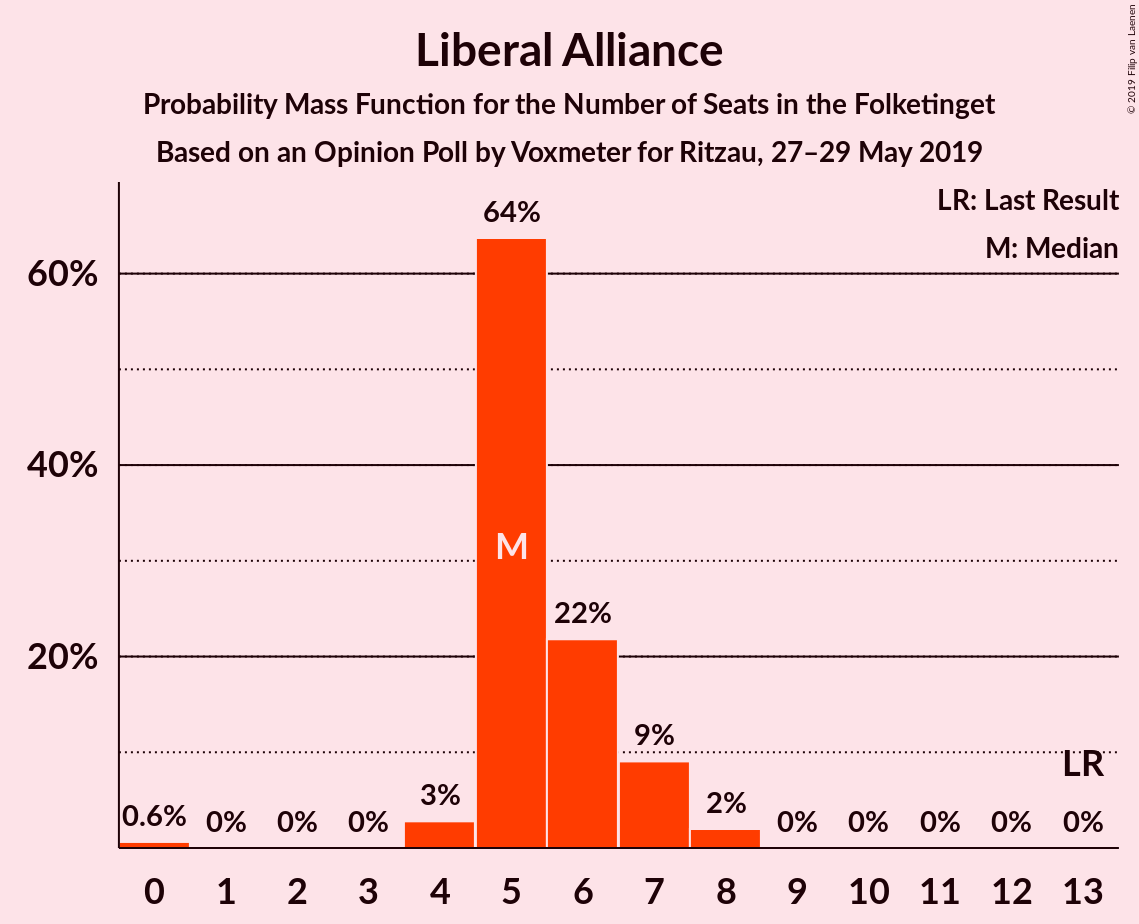 Liberal Alliance
Probability Mass Function for the Number of Seats in the Folketinget
Based on an Opinion Poll by Voxmeter for Ritzau, 27–29 May 2019
© 2019 Filip van Laenen
LR: Last Result
M: Median
60%
40%
20%
0.6%
0%
0%
0%
3%
64%
M
22%
9%
2%
0%
0%
0%
0%
0%
LR
0 1 2 3 4 5 6 7 8 9 10 11 12 13